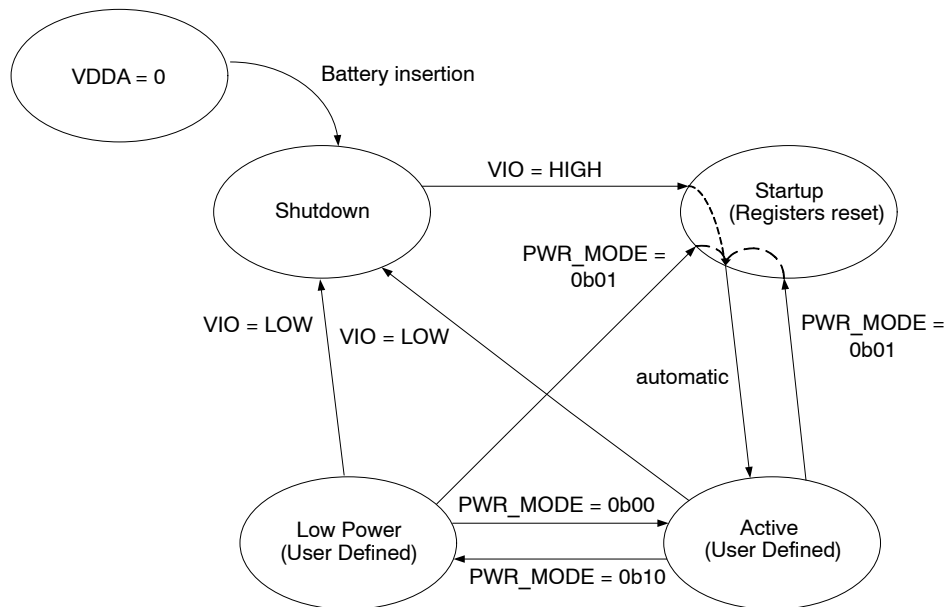 VDDA = 0
Battery insertion
Shutdown
VIO = HIGH
Startup
(Registers reset)
PWR_MODE =
0b01
VIO = LOW
VIO = LOW
PWR_MODE =
0b01
automatic
Low Power
(User Defined)
PWR_MODE = 0b00
PWR_MODE = 0b10
Active
(User Defined)